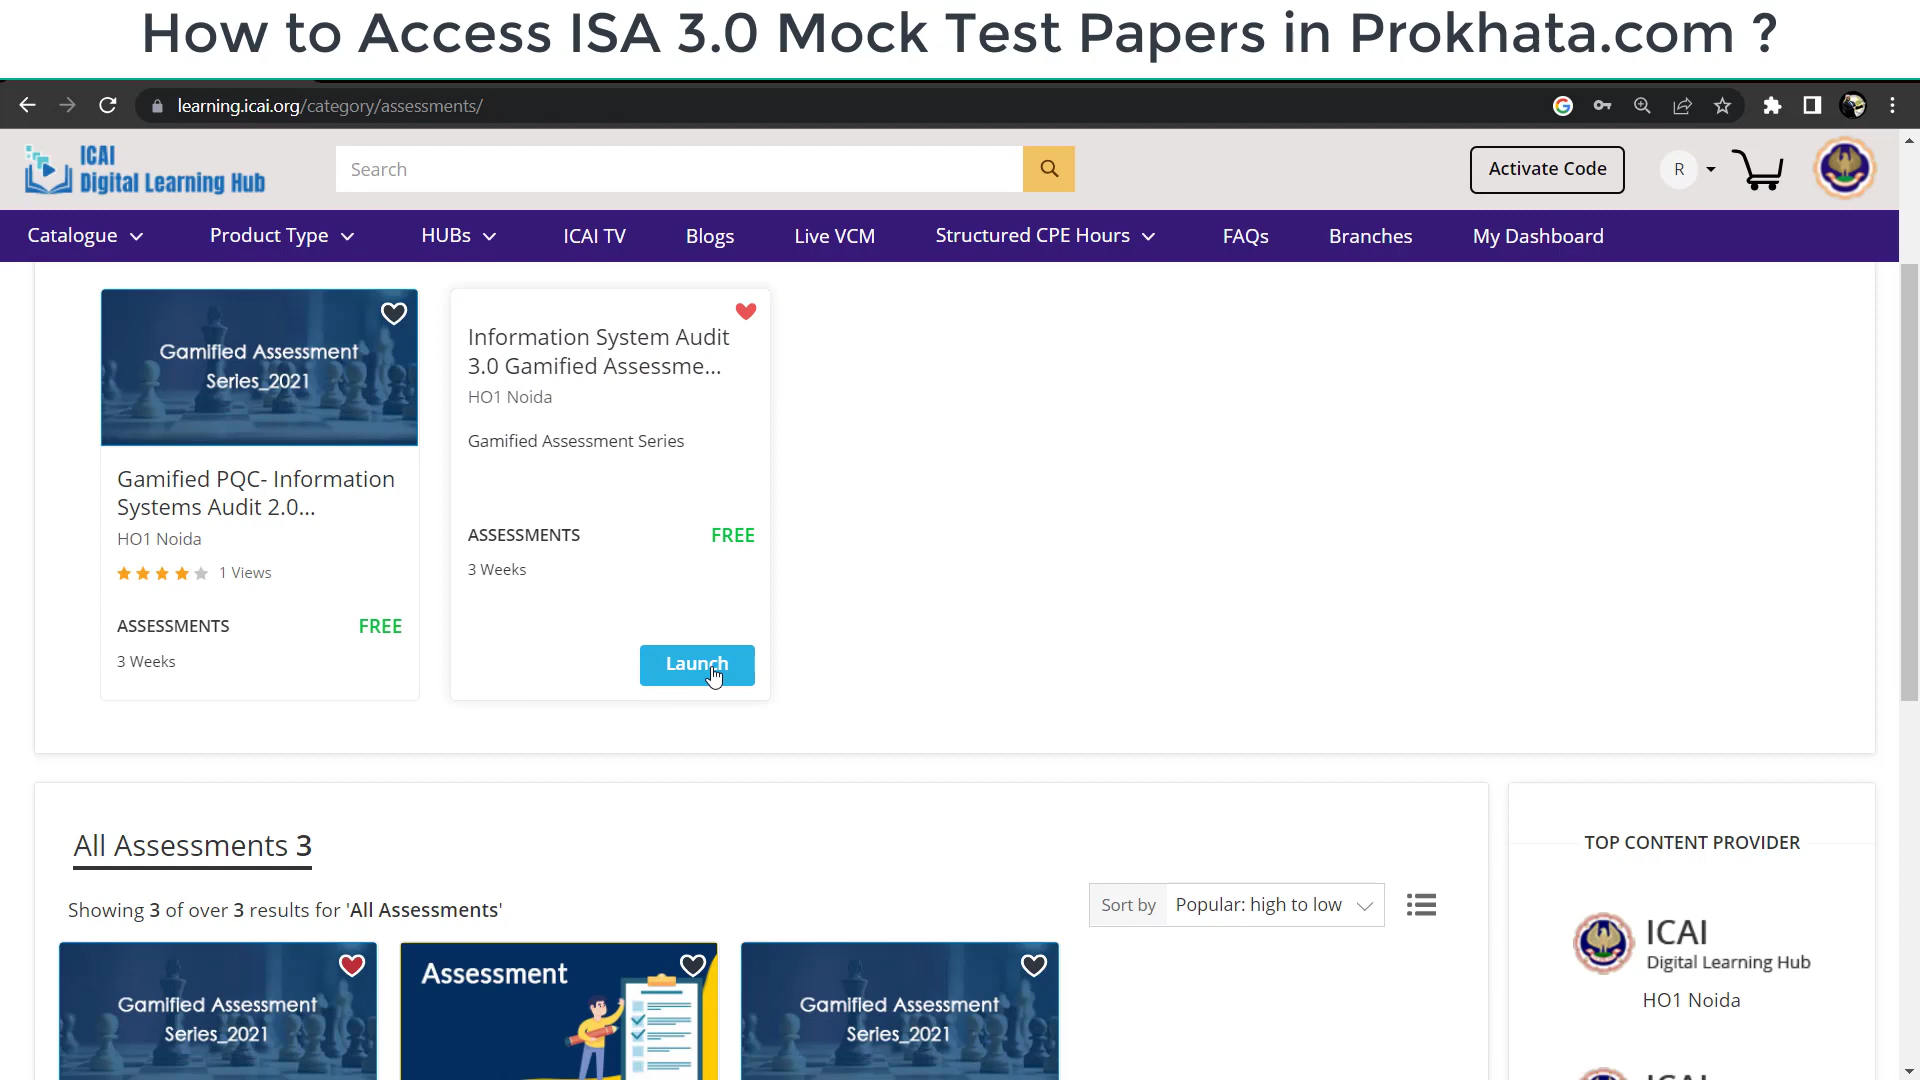 How to Access ISA 3.0 Mock Test Papers in Prokhata.com ?
learning.icai.org/category/assessments/
ICAI
Digital Learning Hub
Search
Activate Code
R
Catalogue
Product Type
HUBs
ICAI TV
Blogs
Live VCM
Structured CPE Hours
FAQs
Branches
My Dashboard
Gamified Assessment
Series_2021
Gamified PQC- Information
Systems Audit 2.0...
HO1 Noida
1 Views
ASSESSMENTS
FREE
3 Weeks
Information System Audit
3.0 Gamified Assessme...
HO1 Noida
Gamified Assessment Series
ASSESSMENTS
FREE
3 Weeks
Launch
All Assessments 3
Showing 3 of over 3 results for 'All Assessments'
Sort by
Popular: high to low
Gamified Assessment
Series_2021
Assessment
Gamified Assessment
Series_2021
TOP CONTENT PROVIDER
ICAI
Digital Learning Hub
HO1 Noida